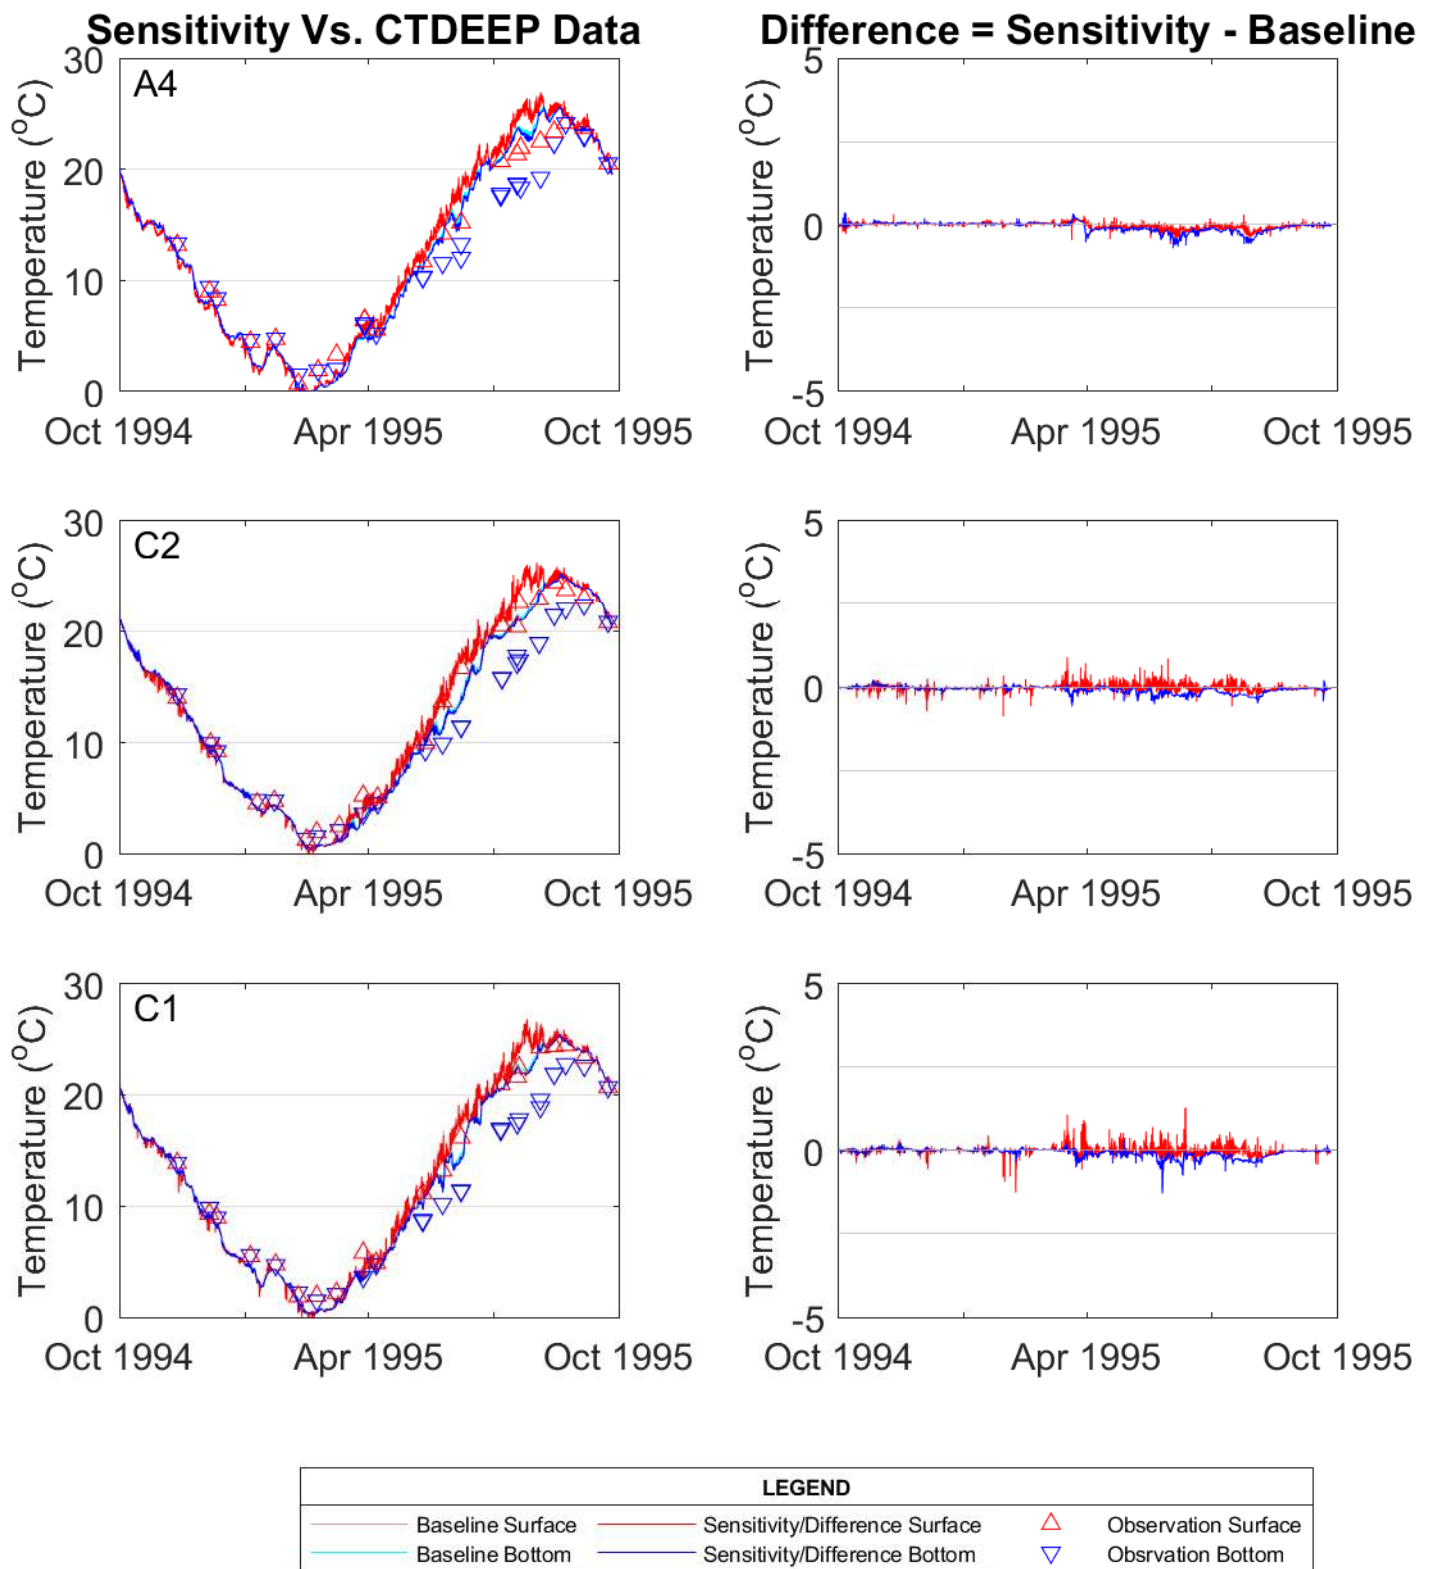 Sensitivity Vs. CTDEEP Data
Difference = Sensitivity - Baseline
A4
Temperature (°C)
30
20
10
0
Oct 1994 Apr 1995 Oct 1995
Temperature (°C)
5
0
-5
Oct 1994 Apr 1995 Oct 1995
C2
Temperature (°C)
30
20
10
0
Oct 1994 Apr 1995 Oct 1995
Temperature (°C)
5
0
-5
Oct 1994 Apr 1995 Oct 1995
C1
Temperature (°C)
30
20
10
0
Oct 1994 Apr 1995 Oct 1995
Temperature (°C)
5
0
-5
Oct 1994 Apr 1995 Oct 1995
LEGEND
Baseline Surface Sensitivity/Difference Surface Observation Surface
Baseline Bottom Sensitivity/Difference Bottom Obsrvation Bottom